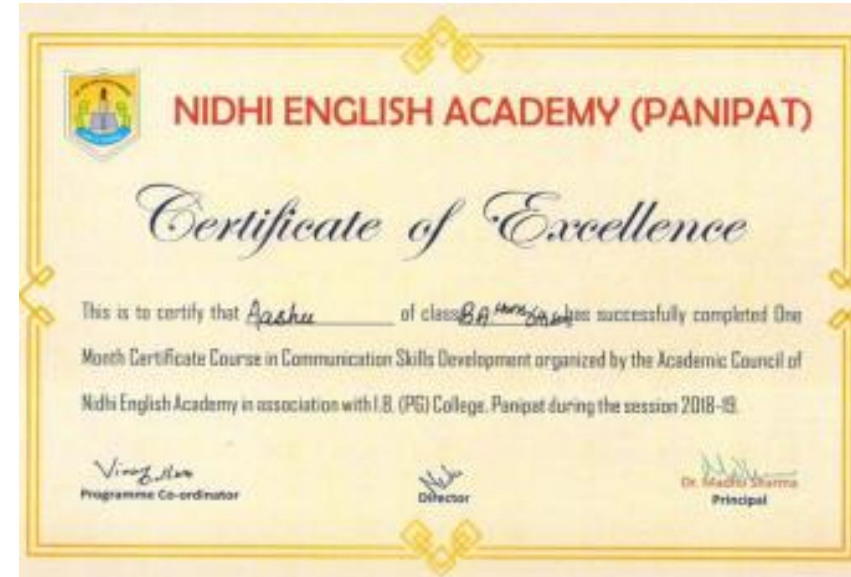 NIDHI ENGLISH ACADEMY (PANIPAT)
Certificate of Excellence
This is to certify that Aashu of class BA Hons has successfully completed One
Month Certificate Course in Communication Skills Development organized by the Academic Council of
Nidhi English Academy in association with I.B. (PG) College, Panipat during the session 2018-19.
Programme Co-ordinator
Director
Dr. Madhu Sharma
Principal